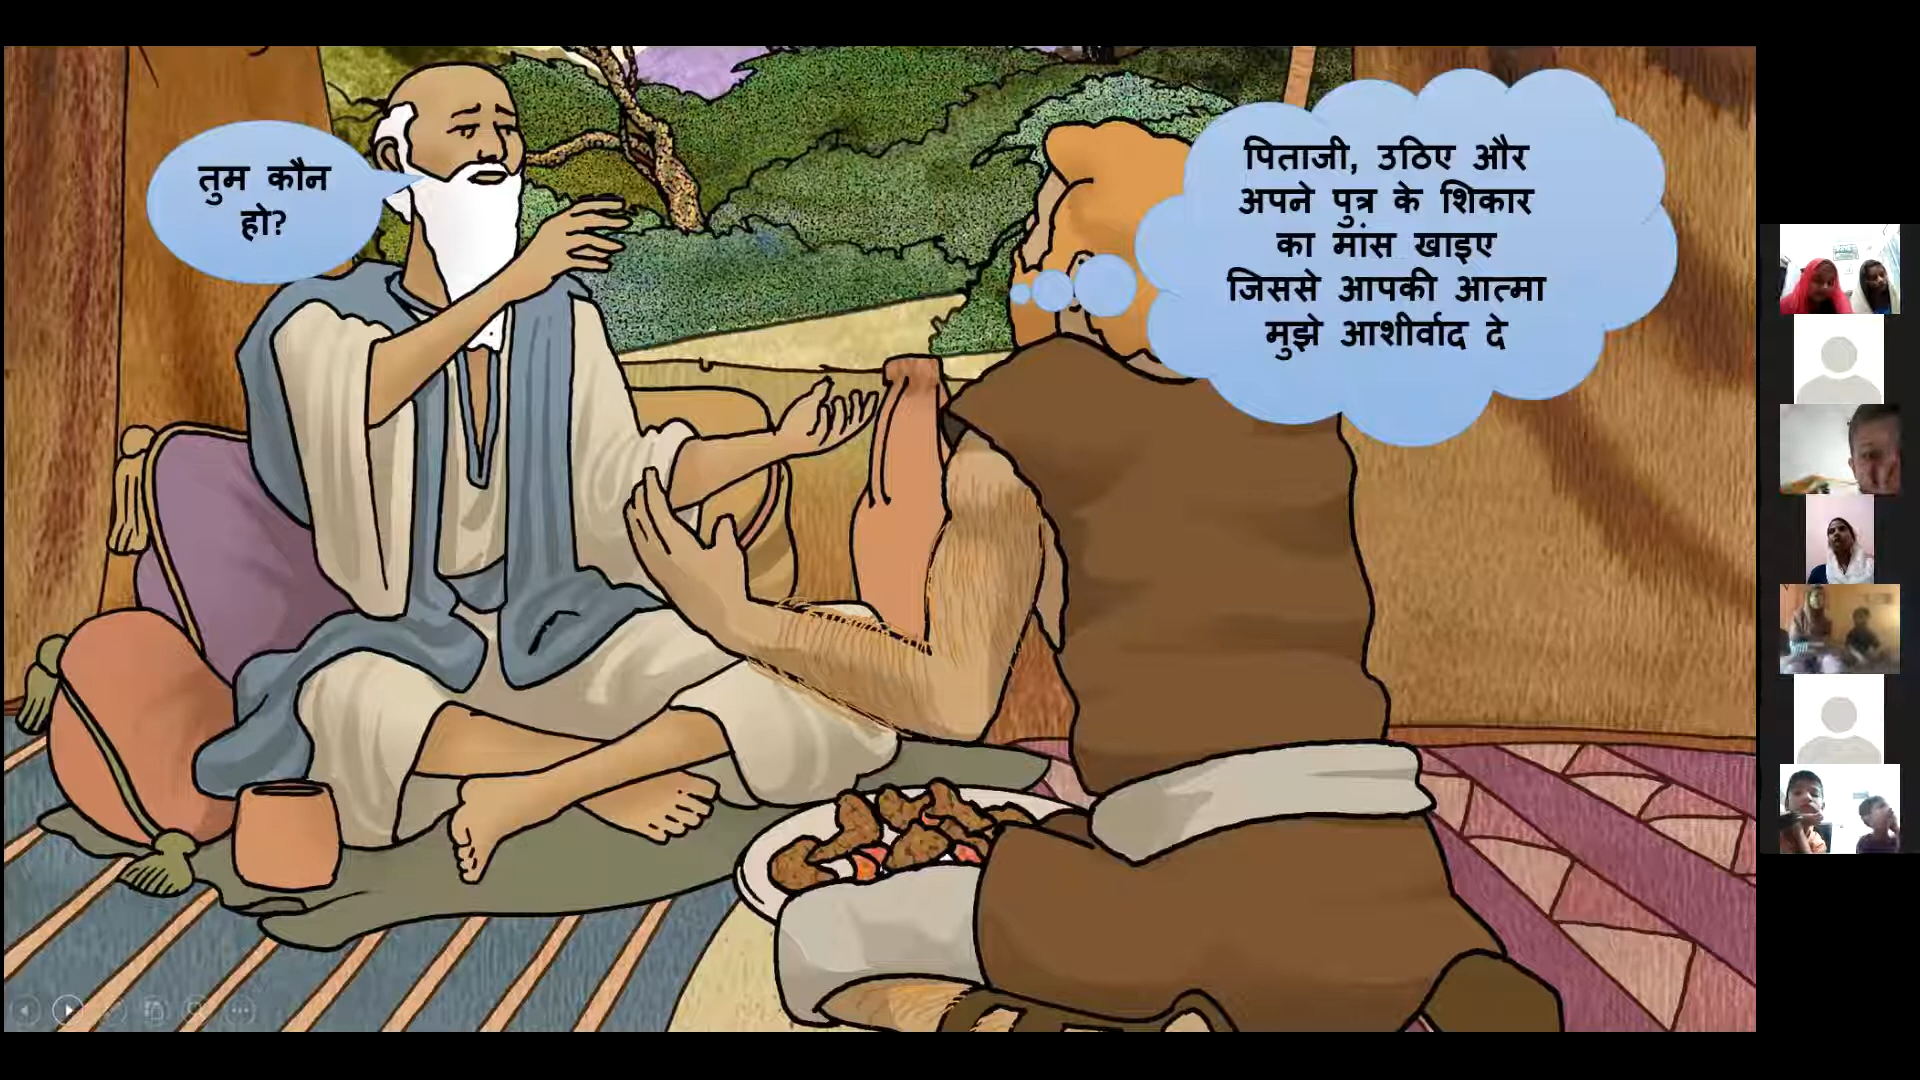 तुम कौन
हो?
पिताजी, उठिए और
अपने पुत्र के शिकार
का मांस खाइए
जिससे आपकी आत्मा
मुझे आशीर्वाद दे